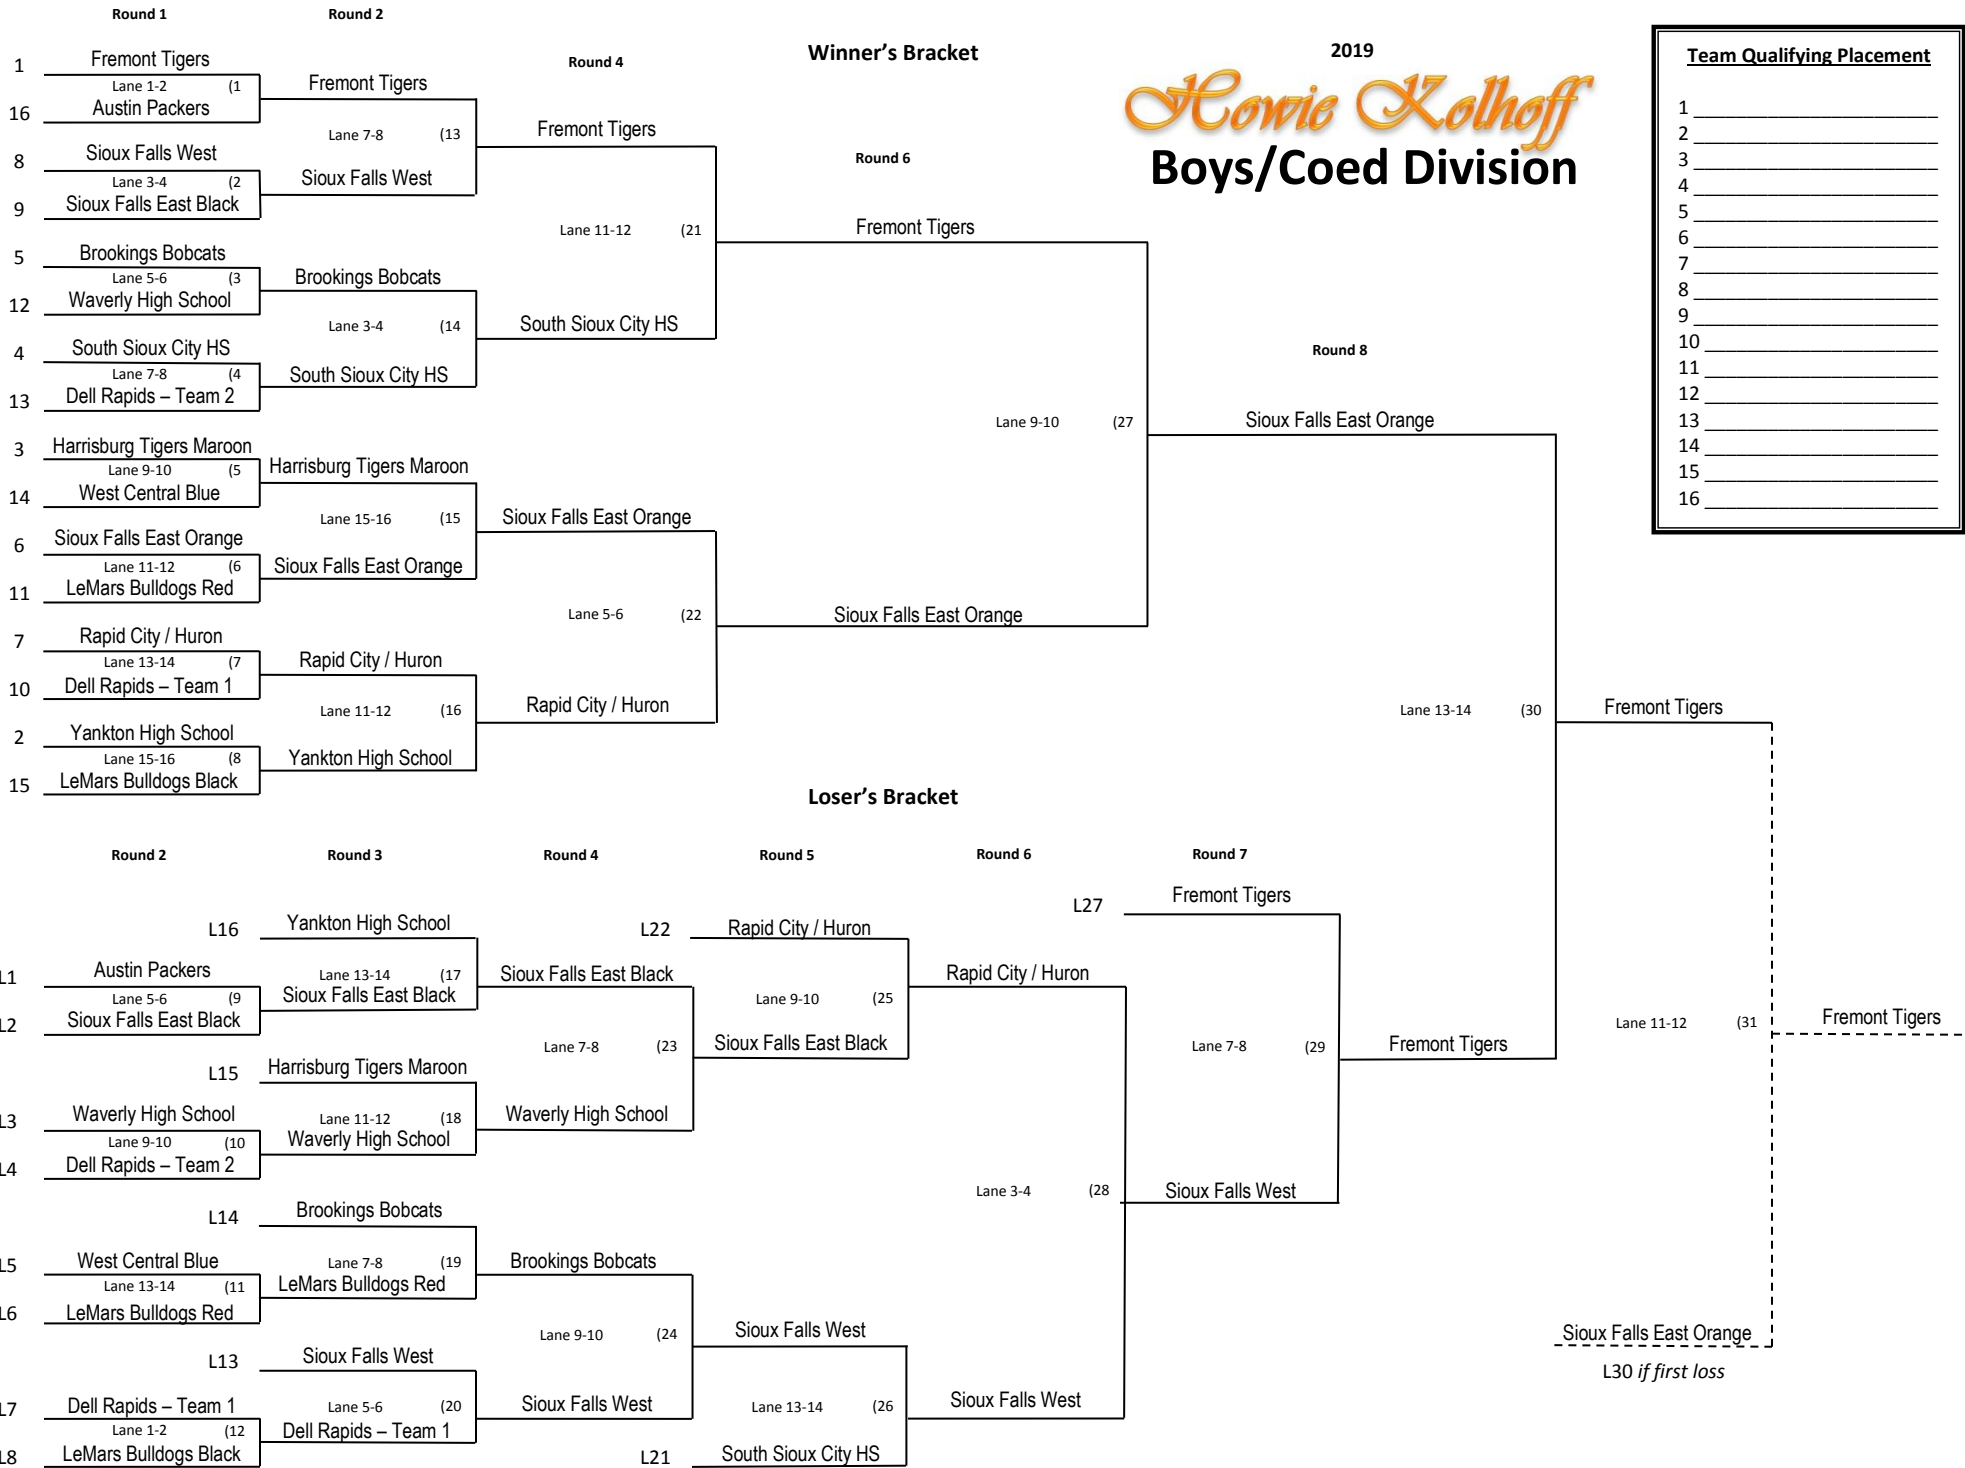 Round 1
Round 2
Round 4
Winner's Bracket
2019
Howie Kolhoff
Boys/Coed Division
Round 6
Round 8
Team Qualifying Placement
1
2
3
4
5
6
7
8
9
10
11
12
13
14
15
16
1 Fremont Tigers
Lane 1-2 (1
16 Austin Packers
8 Sioux Falls West
Lane 3-4 (2
9 Sioux Falls East Black
5 Brookings Bobcats
Lane 5-6 (3
12 Waverly High School
4 South Sioux City HS
Lane 7-8 (4
13 Dell Rapids – Team 2
3 Harrisburg Tigers Maroon
Lane 9-10 (5
14 West Central Blue
6 Sioux Falls East Orange
Lane 11-12 (6
11 LeMars Bulldogs Red
7 Rapid City / Huron
Lane 13-14 (7
10 Dell Rapids – Team 1
2 Yankton High School
Lane 15-16 (8
15 LeMars Bulldogs Black
Fremont Tigers
Lane 7-8 (13
Sioux Falls West
Brookings Bobcats
Lane 3-4 (14
South Sioux City HS
Harrisburg Tigers Maroon
Lane 15-16 (15
Sioux Falls East Orange
Rapid City / Huron
Lane 11-12 (16
Yankton High School
Fremont Tigers
Lane 11-12 (21
South Sioux City HS
Sioux Falls East Orange
Lane 5-6 (22
Rapid City / Huron
Fremont Tigers
Lane 9-10 (27
Sioux Falls East Orange
Sioux Falls East Orange
Lane 13-14 (30
Fremont Tigers
Loser's Bracket
Round 2
Round 3
Round 4
Round 5
Round 6
Round 7
L1 Austin Packers
Lane 5-6 (9
L2 Sioux Falls East Black
L3 Waverly High School
Lane 9-10 (10
L4 Dell Rapids – Team 2
L5 West Central Blue
Lane 13-14 (11
L6 LeMars Bulldogs Red
L7 Dell Rapids – Team 1
Lane 1-2 (12
L8 LeMars Bulldogs Black
L16 Yankton High School
Lane 13-14 (17
Sioux Falls East Black
L15 Harrisburg Tigers Maroon
Lane 11-12 (18
Waverly High School
L14 Brookings Bobcats
Lane 7-8 (19
LeMars Bulldogs Red
L13 Sioux Falls West
Lane 5-6 (20
Dell Rapids – Team 1
Sioux Falls East Black
Lane 7-8 (23
Waverly High School
Brookings Bobcats
Lane 9-10 (24
Sioux Falls West
L22 Rapid City / Huron
Lane 9-10 (25
Sioux Falls East Black
Sioux Falls West
Lane 13-14 (26
L21 South Sioux City HS
Rapid City / Huron
Lane 3-4 (28
Sioux Falls West
L27 Fremont Tigers
Lane 7-8 (29
Sioux Falls West
Fremont Tigers
Lane 11-12 (31
Fremont Tigers
Sioux Falls East Orange
L30 if first loss